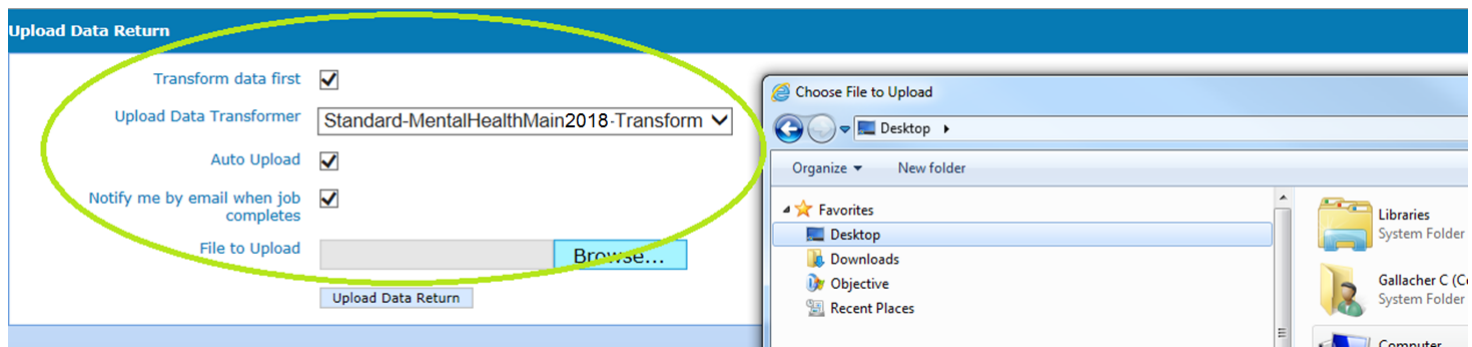 Upload Data Return
Transform data first
Upload Data Transformer
Standard-MentalHealthMain2018-Transform
Auto Upload
Notify me by email when job
completes
File to Upload
Browse...
Upload Data Return
Choose File to Upload
Desktop
Organize
New folder
Favorites
Desktop
Downloads
Objective
Recent Places
Libraries
System Folder
Gallacher C (C
System Folder
Computer